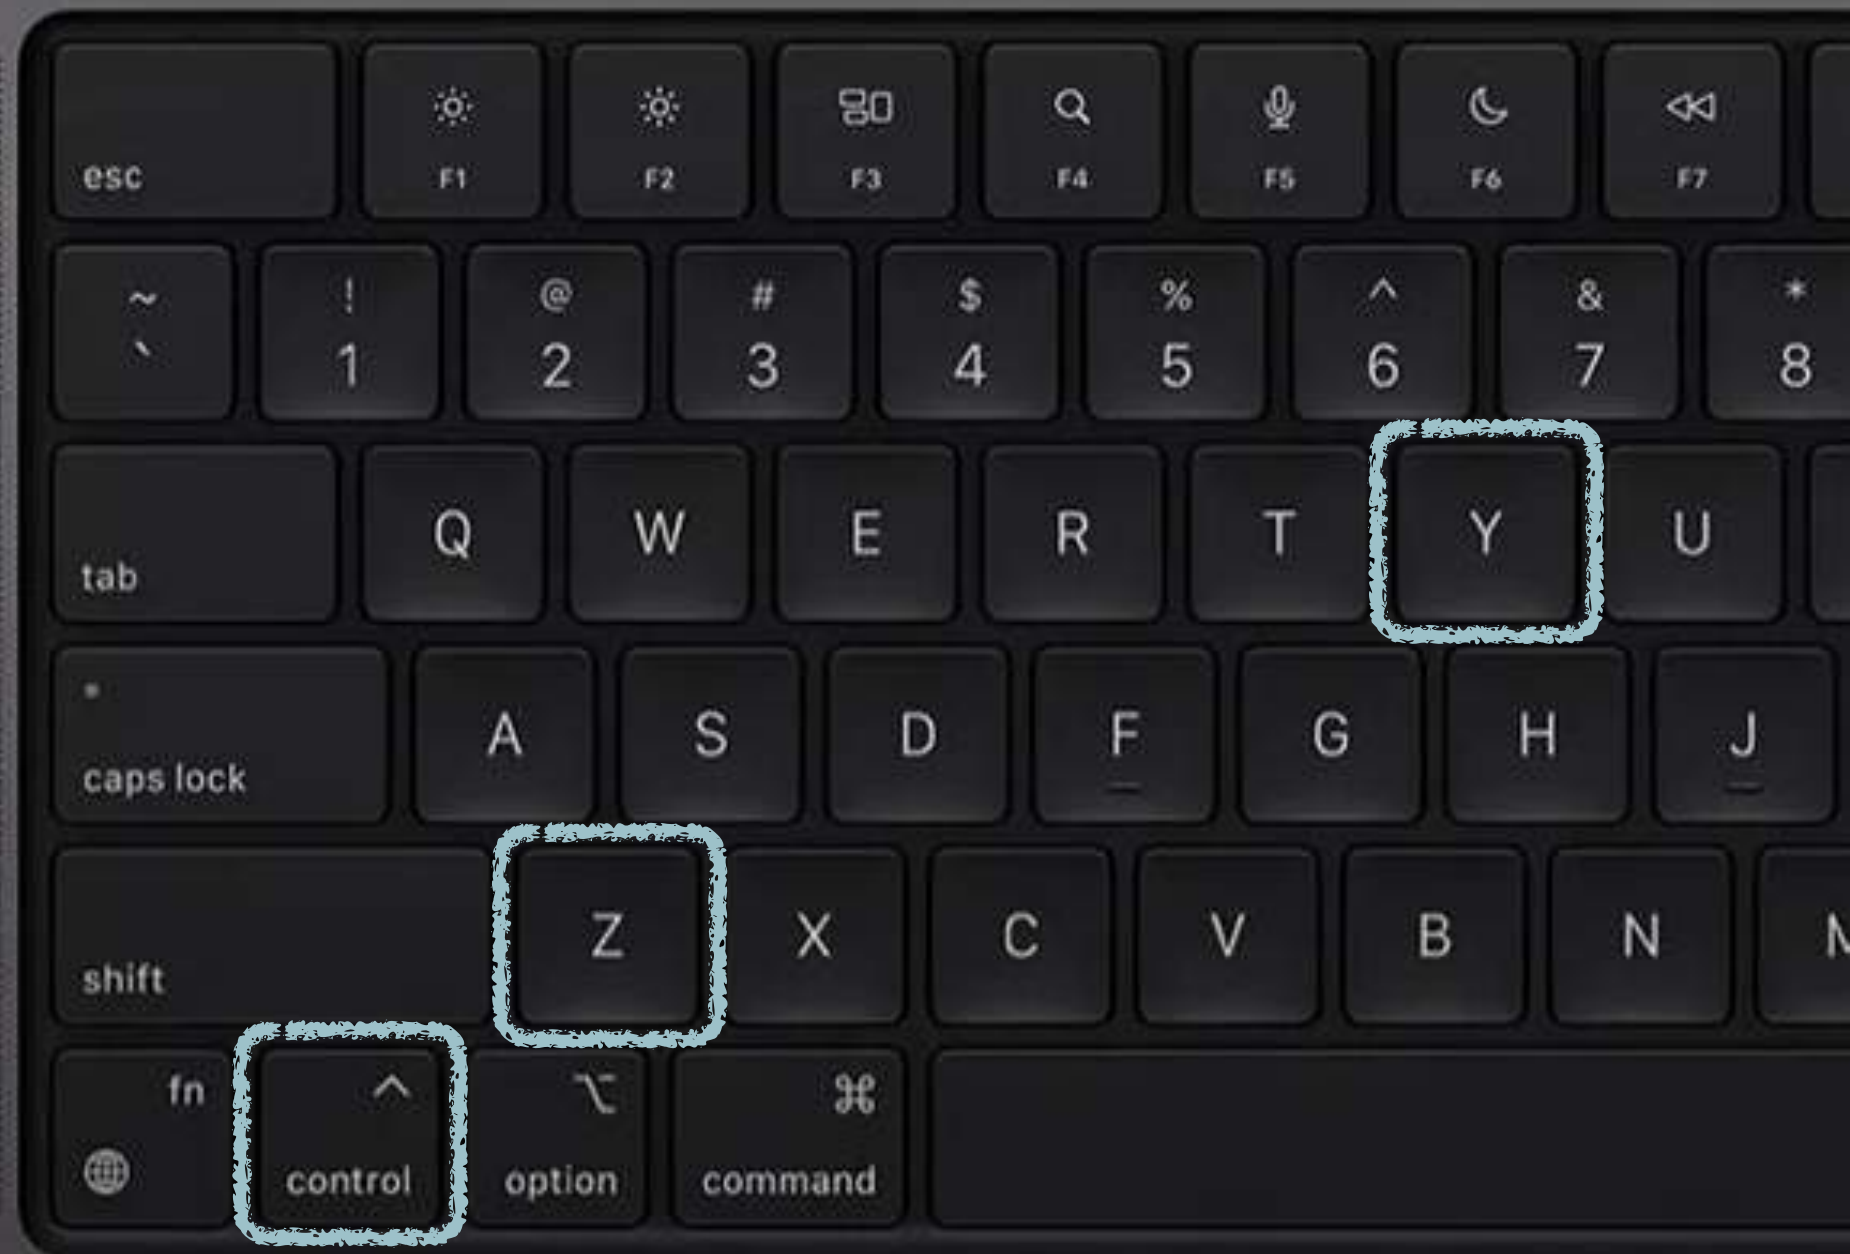 esc F1 F2 F3 F4 F5 F6 F7
~ ! @ # $ % ^ & *
` 1 2 3 4 5 6 7 8
Q W E R T Y U
tab
A S D F G H J
caps lock
Z X C V B N M
shift
fn ^ ⌥ ⌘
control option command